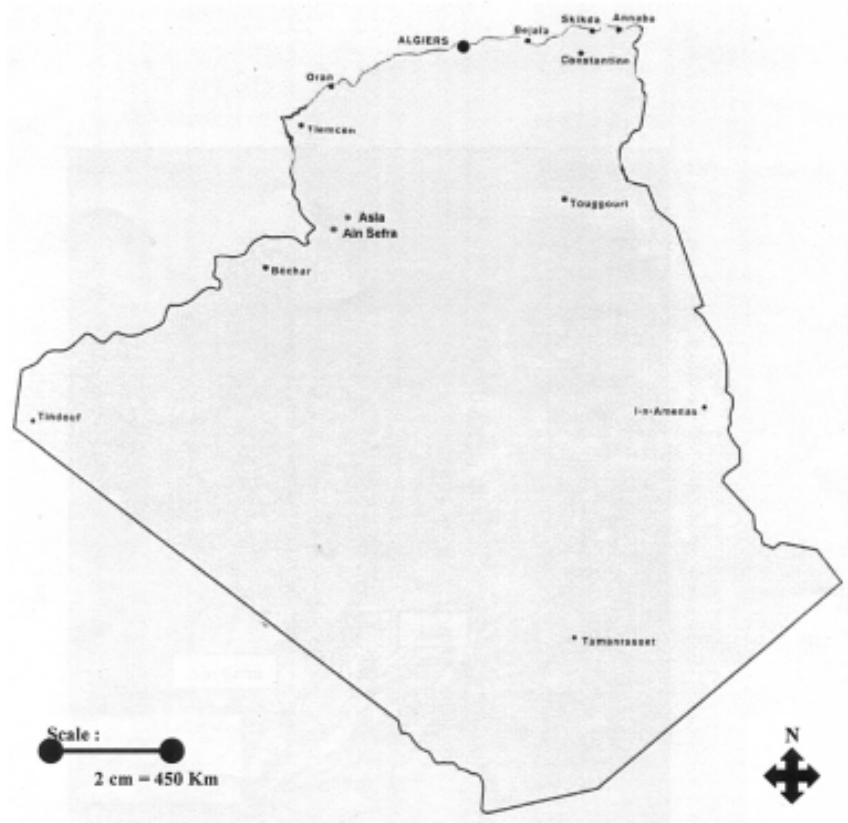 Skikda
Annaba
ALGIERS
Bejaia
Constantine
Oran
Tlemcen
Touggourt
Asla
Ain Sefra
Béchar
I-n-Amenas
Tindouf
Tamanrasset
Scale :
N
2 cm = 450 Km